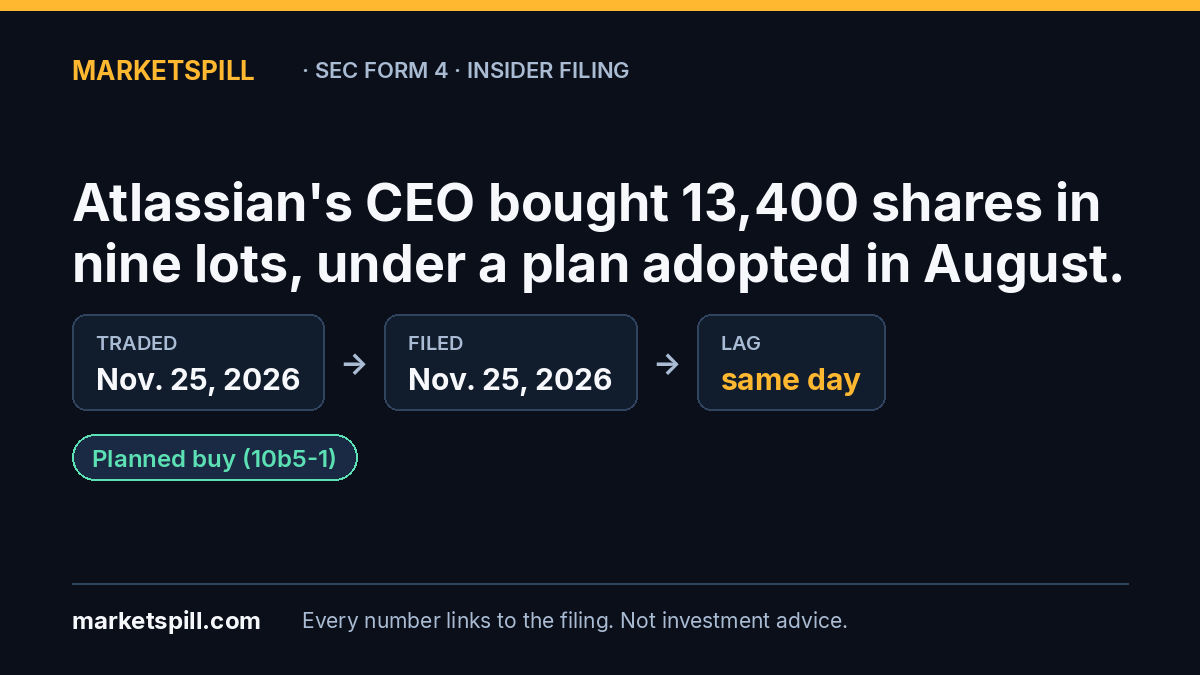 MARKETSPILL · SEC FORM 4 · INSIDER FILING
Atlassian's CEO bought 13,400 shares in
nine lots, under a plan adopted in August.
TRADED
Nov. 25, 2026
→
FILED
Nov. 25, 2026
→
LAG
same day
Planned buy (10b5-1)
marketspill.com Every number links to the filing. Not investment advice.